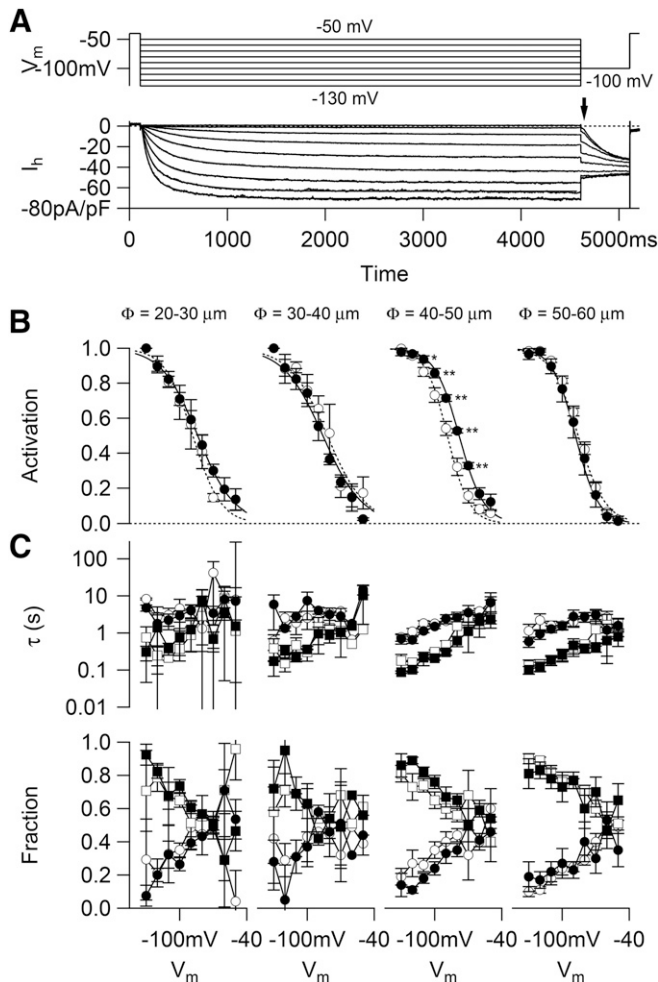 A
-50 mV
-50
-100mV
V_m
-100 mV
-130 mV
0
-20
-40
-60
-80pA/pF
I_h
0 1000 2000 3000 4000 5000ms
Time
B
Φ = 20-30 μm Φ = 30-40 μm Φ = 40-50 μm Φ = 50-60 μm
1.0
0.8
0.6
0.4
0.2
0.0
Activation
*
**
**
**
**
C
100
10
1
0.1
0.01
τ (s)
1.0
0.8
0.6
0.4
0.2
0.0
Fraction
-100mV -40 -100mV -40 -100mV -40 -100mV -40
V_m V_m V_m V_m